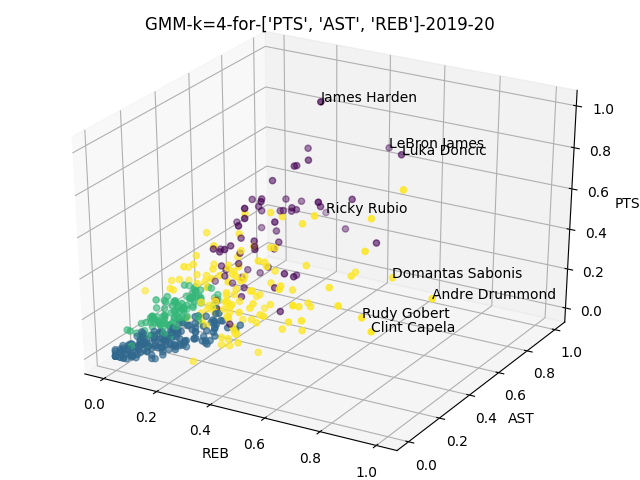 GMM-k=4-for-['PTS', 'AST', 'REB']-2019-20
James Harden
LeBron James
Luka Doncic
Ricky Rubio
Domantas Sabonis
Andre Drummond
Rudy Gobert
Clint Capela
1.0
0.8
0.6
0.4
0.2
0.0
PTS
0.0
0.2
0.4
0.6
0.8
1.0
REB
0.0
0.2
0.4
0.6
0.8
1.0
AST